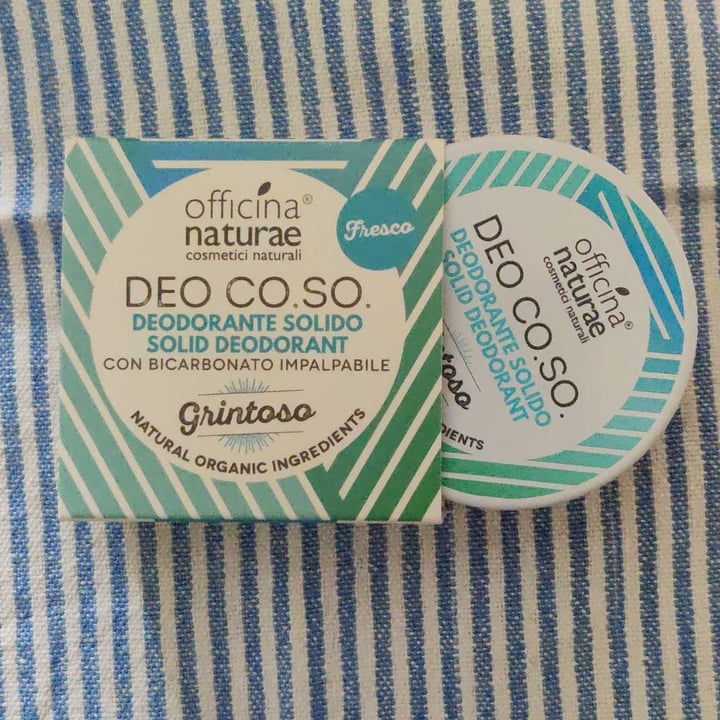 officina®
naturae
cosmetici naturali
Fresco
DEO CO.SO.
DEODORANTE SOLIDO
SOLID DEODORANT
CON BICARBONATO IMPALPABILE
Grintoso
NATURAL ORGANIC INGREDIENTS
officina
naturae®
cosmetici naturali
DEO CO.SO.
DEODORANTE SOLIDO
SOLID DEODORANT